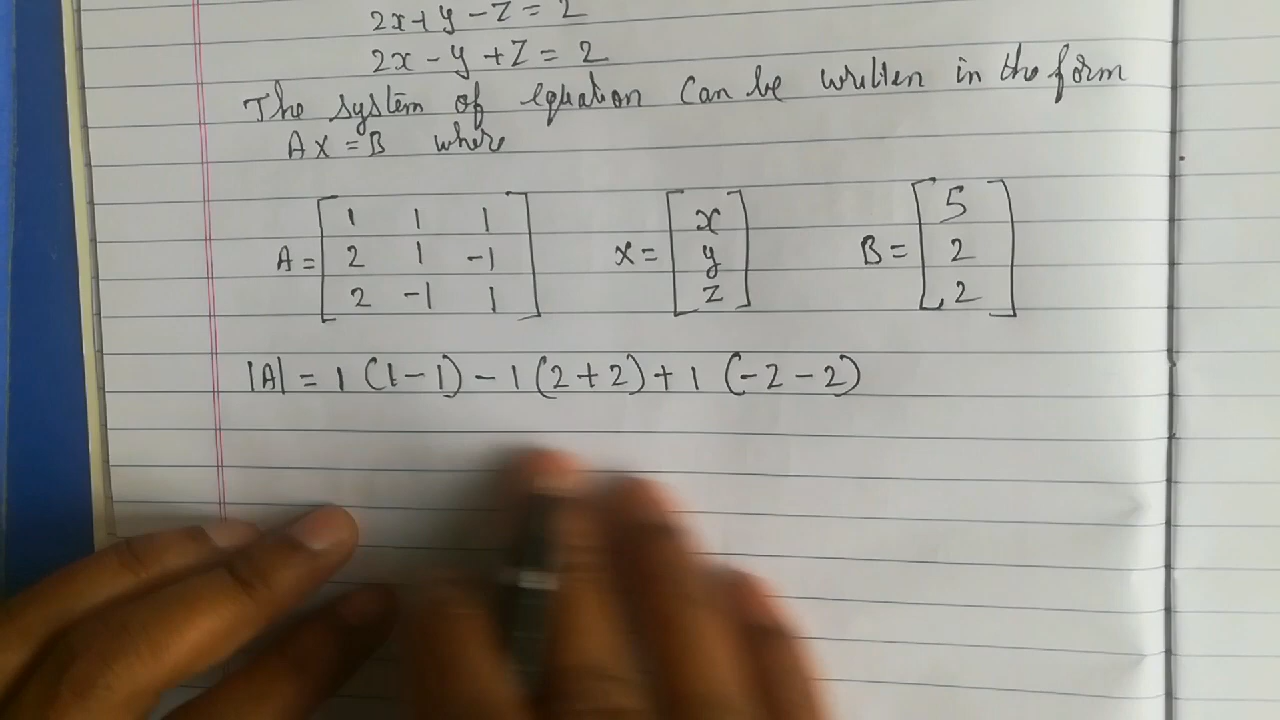 2x+y-z=2
2x-y+z=2
The system of equation can be written in the form
AX=B where
A=[1 1 1 X=[x B=[5
2 1 -1 y 2
2 -1 1] z] 2]
|A| = 1(1-1)-1(2+2)+1(-2-2)